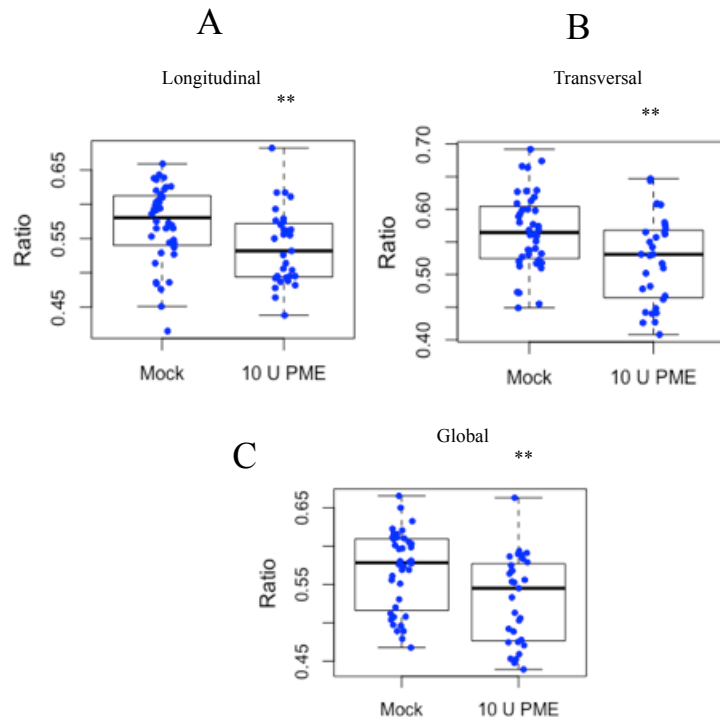 A
Longitudinal
**
Ratio
0.65
0.55
0.45
Mock 10 U PME
B
Transversal
**
Ratio
0.70
0.60
0.50
0.40
Mock 10 U PME
C
Global
**
Ratio
0.65
0.55
0.45
Mock 10 U PME